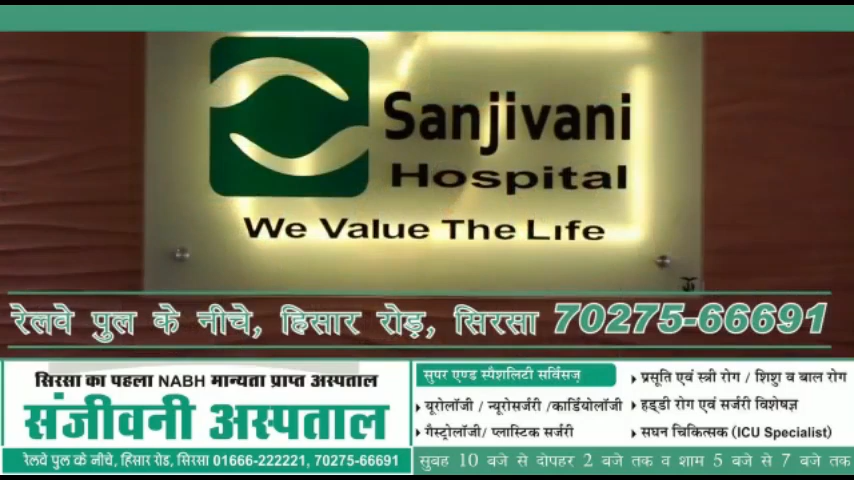 Sanjivani
Hospital
We Value The Life
रेलवे पुल के नीचे, हिसार रोड़, सिरसा 70275-66691
सिरसा का पहला NABH मान्यता प्राप्त अस्पताल
संजीवनी अस्पताल
रेलवे पुल के नीचे, हिसार रोड, सिरसा 01666-222221, 70275-66691
सुपर एण्ड स्पैशलिटी सर्विसज़
यूरोलॉजी / न्यूरोसर्जरी /कार्डियोलॉजी
गैस्ट्रोलॉजी/ प्लास्टिक सर्जरी
प्रसूति एवं स्त्री रोग / शिशु व बाल रोग
हड्डी रोग एवं सर्जरी विशेषज्ञ
सघन चिकित्सक (ICU Specialist)
सुबह 10 बजे से दोपहर 2 बजे तक व शाम 5 बजे से 7 बजे तक